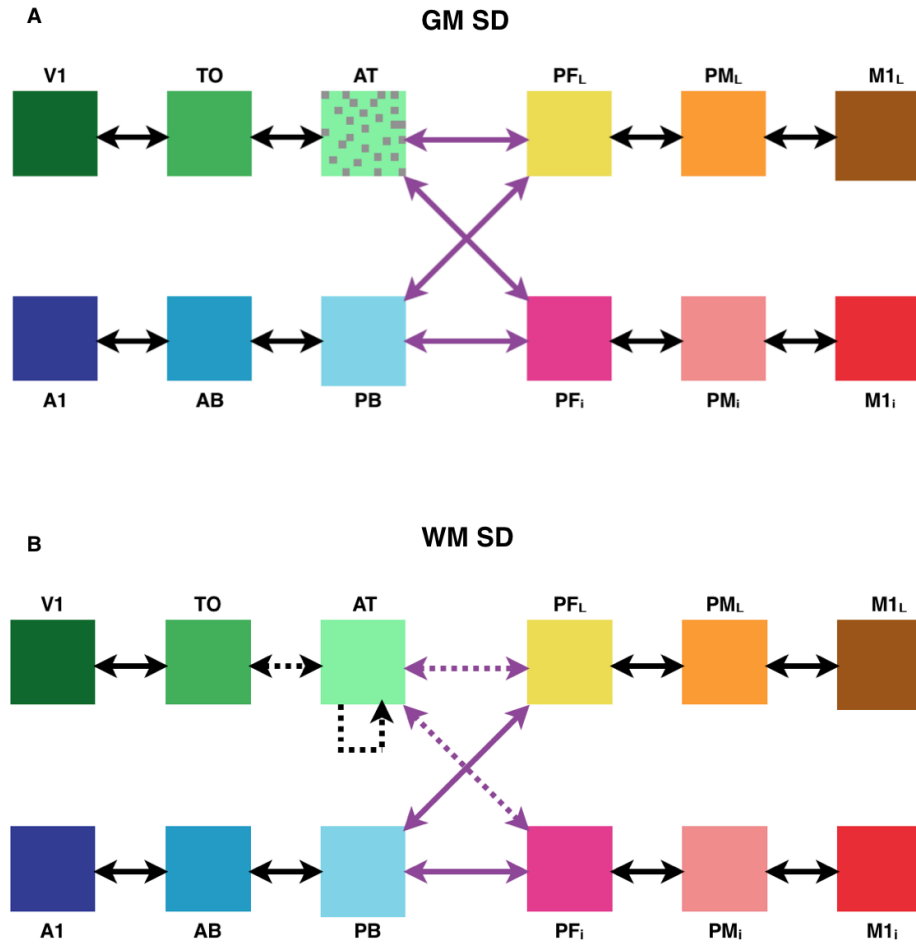 A
GM SD
V1 TO AT PFL PML M1L
A1 AB PB PFi PMi M1i
B
WM SD
V1 TO AT PFL PML M1L
A1 AB PB PFi PMi M1i